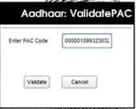 Aadhaar: ValidatePAC
Enter PAC Code
Validate
Cancel